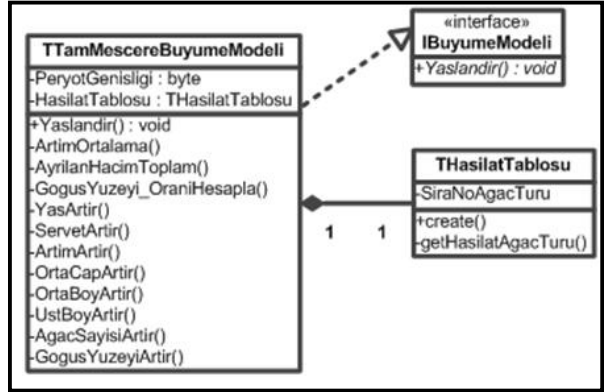 TTamMescereBuyumeModeli
-PeryotGenisligi : byte
-HasilatTablosu : THasilatTablosu
+Yaslandir() : void
-ArtimOrtalama()
-AyrilanHacimToplam()
-GogusYuzeyi_OraniHesapla()
-YasArtir()
-ServetArtir()
-ArtimArtir()
-OrtaCapArtir()
-OrtaBoyArtir()
-UstBoyArtir()
-AgacSayisiArtir()
-GogusYuzeyiArtir()
«interface»
IBuyumeModeli
+Yaslandir() : void
THasilatTablosu
-SiraNoAgacTuru
+create()
-getHasilatAgacTuru()
1 1